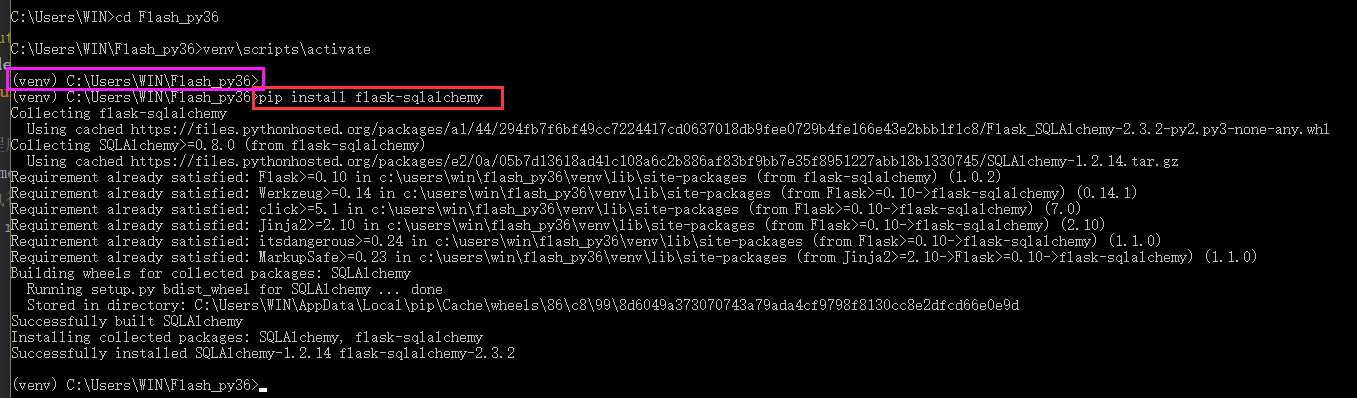 C:\Users\WIN>cd Flash_py36
C:\Users\WIN\Flash_py36>venv\scripts\activate
(venv) C:\Users\WIN\Flash_py36>
(venv) C:\Users\WIN\Flash_py36>pip install flask-sqlalchemy
Collecting flask-sqlalchemy
  Using cached https://files.pythonhosted.org/packages/a1/44/294fb7f6bf49cc7224417cd0637018db9fee0729b4fe166e43e2bbb1f1c8/Flask_SQLAlchemy-2.3.2-py2.py3-none-any.whl
Collecting SQLAlchemy>=0.8.0 (from flask-sqlalchemy)
  Using cached https://files.pythonhosted.org/packages/e2/0a/05b7d13618ad41c108a6c2b886af83bf9bb7e35f8951227abb18b1330745/SQLAlchemy-1.2.14.tar.gz
Requirement already satisfied: Flask>=0.10 in c:\users\win\flash_py36\venv\lib\site-packages (from flask-sqlalchemy) (1.0.2)
Requirement already satisfied: Werkzeug>=0.14 in c:\users\win\flash_py36\venv\lib\site-packages (from Flask>=0.10->flask-sqlalchemy) (0.14.1)
Requirement already satisfied: click>=5.1 in c:\users\win\flash_py36\venv\lib\site-packages (from Flask>=0.10->flask-sqlalchemy) (7.0)
Requirement already satisfied: Jinja2>=2.10 in c:\users\win\flash_py36\venv\lib\site-packages (from Flask>=0.10->flask-sqlalchemy) (2.10)
Requirement already satisfied: itsdangerous>=0.24 in c:\users\win\flash_py36\venv\lib\site-packages (from Flask>=0.10->flask-sqlalchemy) (1.1.0)
Requirement already satisfied: MarkupSafe>=0.23 in c:\users\win\flash_py36\venv\lib\site-packages (from Jinja2>=2.10->Flask>=0.10->flask-sqlalchemy) (1.1.0)
Building wheels for collected packages: SQLAlchemy
  Running setup.py bdist_wheel for SQLAlchemy ... done
  Stored in directory: C:\Users\WIN\AppData\Local\pip\Cache\wheels\86\c8\99\8d6049a373070743a79ada4cf9798f8130cc8e2dfcd66e0e9d
Successfully built SQLAlchemy
Installing collected packages: SQLAlchemy, flask-sqlalchemy
Successfully installed SQLAlchemy-1.2.14 flask-sqlalchemy-2.3.2
(venv) C:\Users\WIN\Flash_py36>